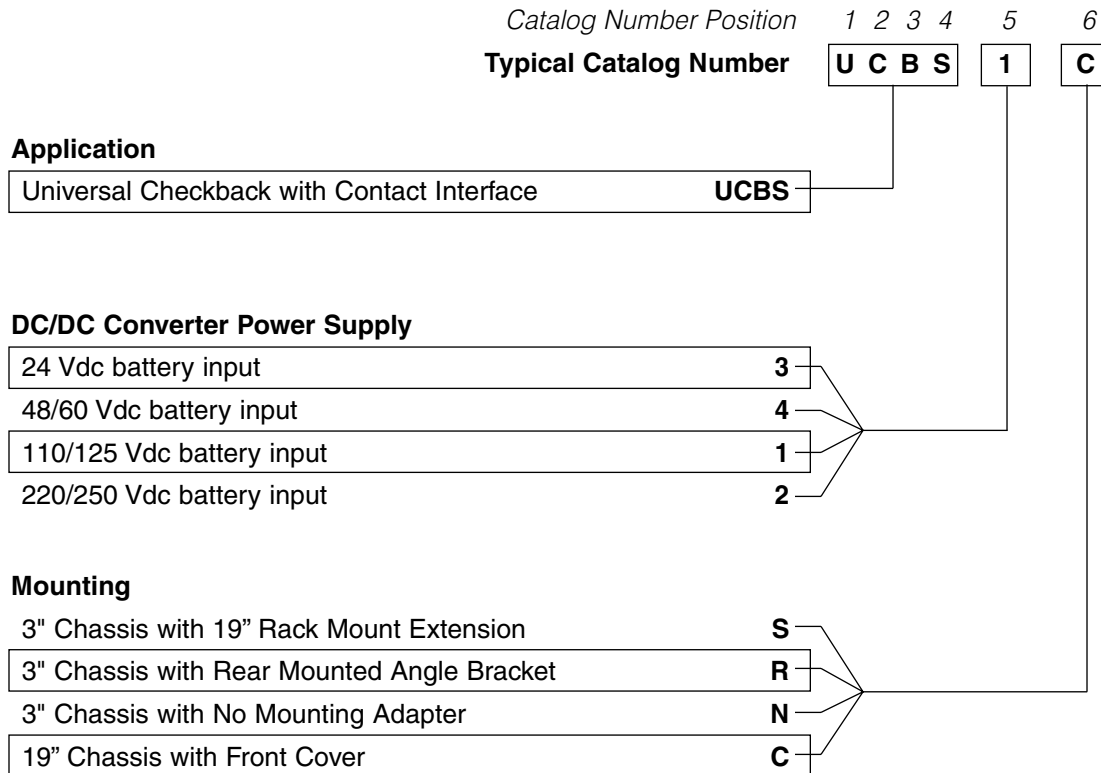 Catalog Number Position 1 2 3 4 5 6
Typical Catalog Number U C B S 1 C
Application
Universal Checkback with Contact Interface UCBS
DC/DC Converter Power Supply
24 Vdc battery input 3
48/60 Vdc battery input 4
110/125 Vdc battery input 1
220/250 Vdc battery input 2
Mounting
3" Chassis with 19” Rack Mount Extension S
3" Chassis with Rear Mounted Angle Bracket R
3" Chassis with No Mounting Adapter N
19” Chassis with Front Cover C